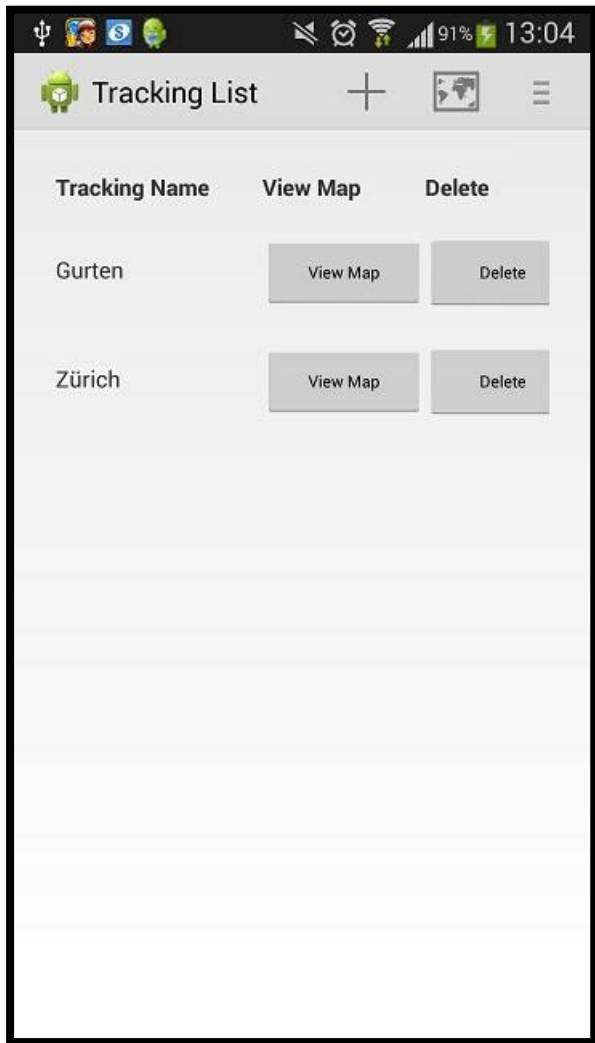 91% 13:04
Tracking List
Tracking Name View Map Delete
Gurten View Map Delete
Zürich View Map Delete